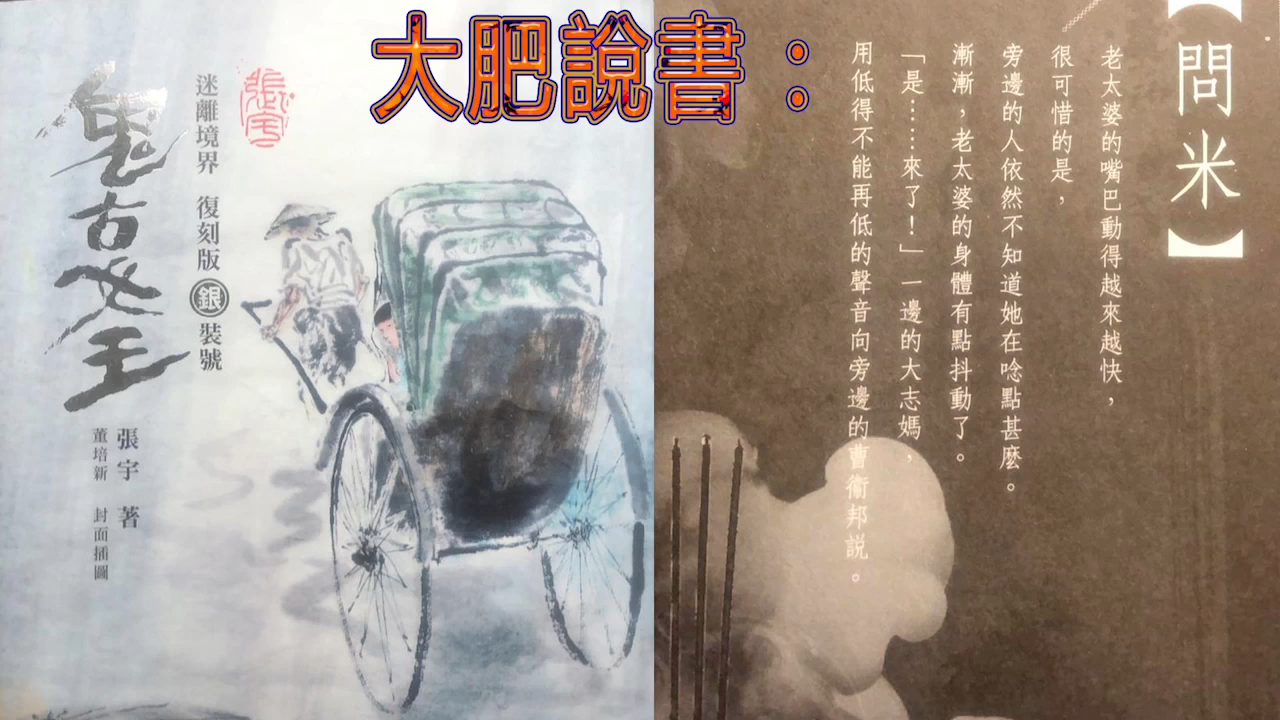 大肥說書：
張宇
迷離境界 復刻版 銀 裝號
鬼古女王
張宇 著
董培新 封面插圖
【問米】
老太婆的嘴巴動得越來越快，
很可惜的是，
旁邊的人依然不知道她在唸點甚麼。
漸漸，老太婆的身體有點抖動了。
「是……來了！」一邊的大志媽，
用低得不能再低的聲音向旁邊的曹衞邦説。